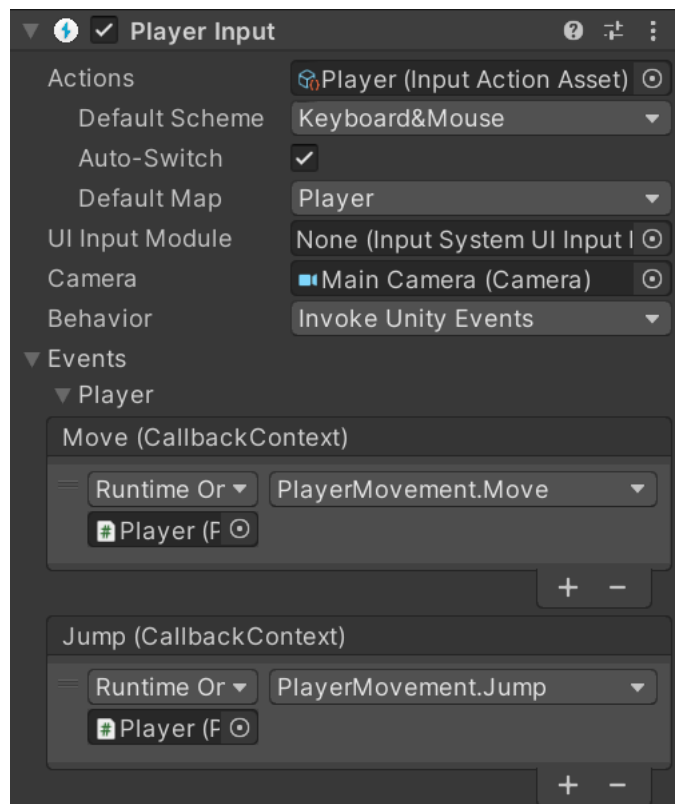 Player Input
Actions Player (Input Action Asset)
Default Scheme Keyboard&Mouse
Auto-Switch
Default Map Player
UI Input Module None (Input System UI Input
Camera Main Camera (Camera)
Behavior Invoke Unity Events
Events
Player
Move (CallbackContext)
Runtime Or PlayerMovement.Move
# Player (P
+ −
Jump (CallbackContext)
Runtime Or PlayerMovement.Jump
# Player (P
+ −